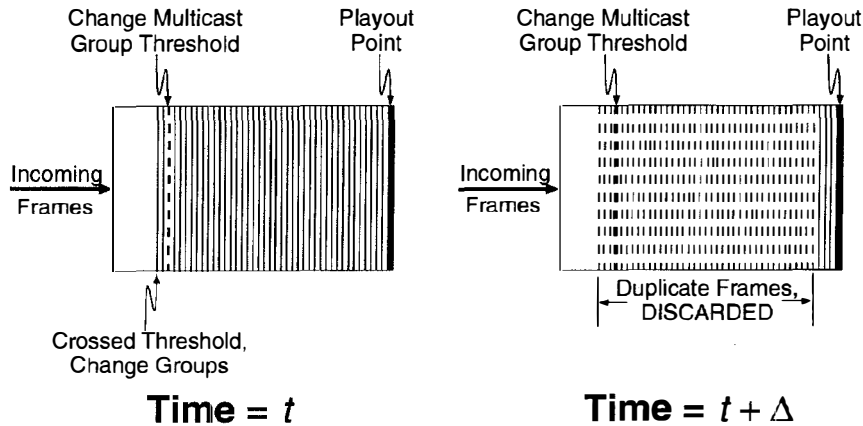 Change Multicast
Group Threshold
Playout
Point
Incoming
Frames
Crossed Threshold,
Change Groups
Time = t
Change Multicast
Group Threshold
Playout
Point
Incoming
Frames
Duplicate Frames,
DISCARDED
Time = t + Δ